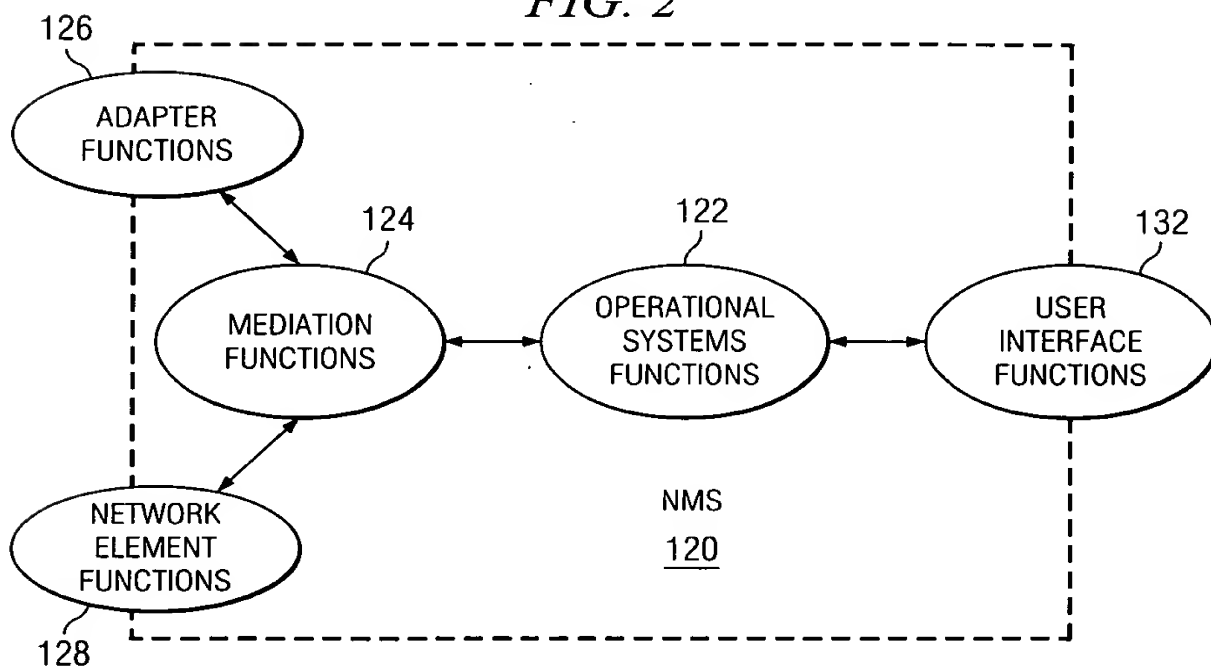 FIG. 2
126
ADAPTER
FUNCTIONS
124
MEDIATION
FUNCTIONS
122
OPERATIONAL
SYSTEMS
FUNCTIONS
132
USER
INTERFACE
FUNCTIONS
NETWORK
ELEMENT
FUNCTIONS
128
NMS
120